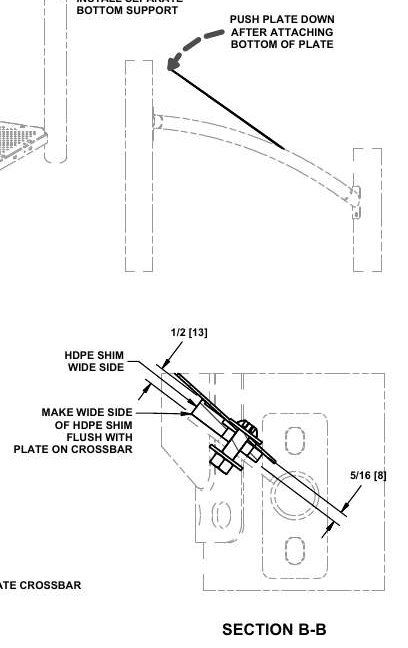 BOTTOM SUPPORT
PUSH PLATE DOWN
AFTER ATTACHING
BOTTOM OF PLATE
1/2 [13]
HDPE SHIM
WIDE SIDE
MAKE WIDE SIDE
OF HDPE SHIM
FLUSH WITH
PLATE ON CROSSBAR
5/16 [8]
ATE CROSSBAR
SECTION B-B